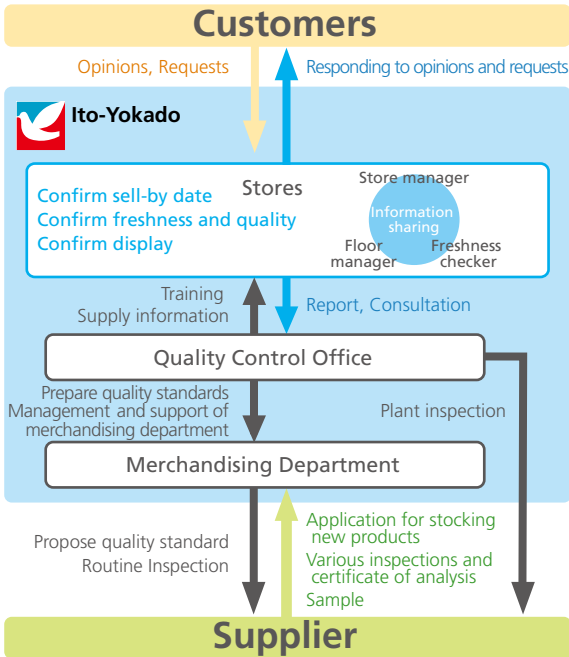 Customers
Opinions, Requests
Responding to opinions and requests
Ito-Yokado
Stores
Confirm sell-by date
Confirm freshness and quality
Confirm display
Store manager
Information
sharing
Floor
manager
Freshness
checker
Training
Supply information
Report, Consultation
Quality Control Office
Prepare quality standards
Management and support of
merchandising department
Plant inspection
Merchandising Department
Propose quality standard
Routine Inspection
Application for stocking
new products
Various inspections and
certificate of analysis
Sample
Supplier